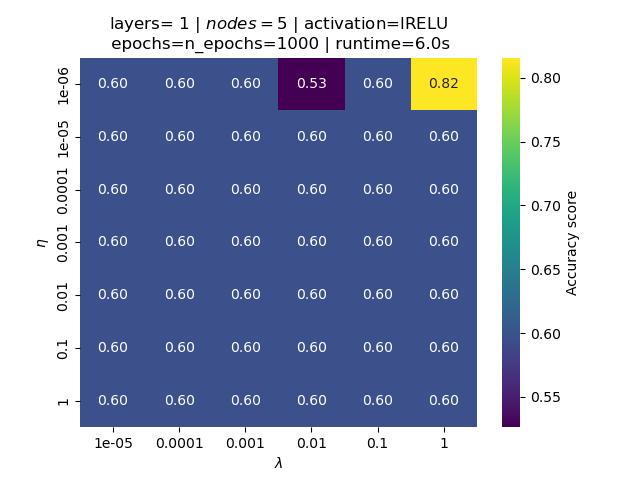 layers= 1 | nodes = 5 | activation=lRELU
epochs=n_epochs=1000 | runtime=6.0s
1e-06 0.60 0.60 0.60 0.53 0.60 0.82
1e-05 0.60 0.60 0.60 0.60 0.60 0.60
0.0001 0.60 0.60 0.60 0.60 0.60 0.60
0.001 0.60 0.60 0.60 0.60 0.60 0.60
0.01 0.60 0.60 0.60 0.60 0.60 0.60
0.1 0.60 0.60 0.60 0.60 0.60 0.60
1 0.60 0.60 0.60 0.60 0.60 0.60
η
1e-05 0.0001 0.001 0.01 0.1 1
λ
0.80
0.75
0.70
0.65
0.60
0.55
Accuracy score